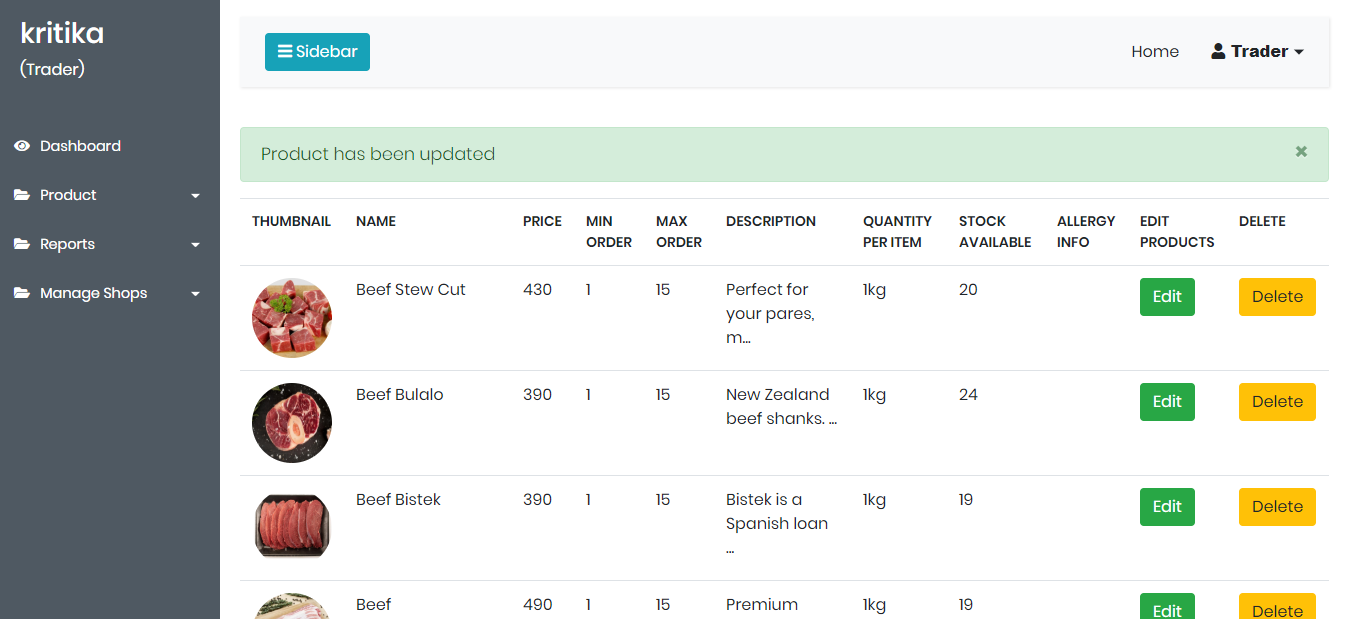 kritika
(Trader)
Dashboard
Product
Reports
Manage Shops
Sidebar
Home
Trader
Product has been updated
×
THUMBNAIL NAME PRICE MIN ORDER MAX ORDER DESCRIPTION QUANTITY PER ITEM STOCK AVAILABLE ALLERGY INFO EDIT PRODUCTS DELETE
Beef Stew Cut 430 1 15 Perfect for your pares, m... 1kg 20 Edit Delete
Beef Bulalo 390 1 15 New Zealand beef shanks. ... 1kg 24 Edit Delete
Beef Bistek 390 1 15 Bistek is a Spanish loan ... 1kg 19 Edit Delete
Beef 490 1 15 Premium 1kg 19 Edit Delete